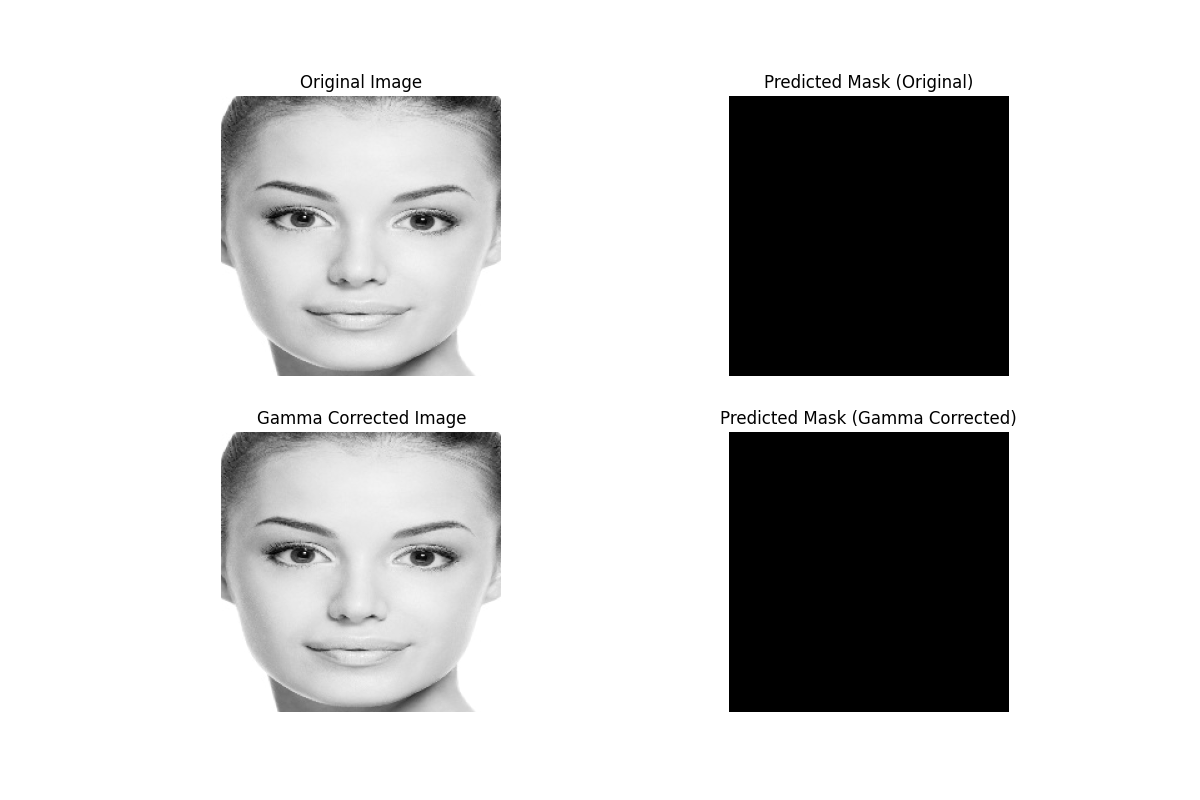 Original Image
Predicted Mask (Original)
Gamma Corrected Image
Predicted Mask (Gamma Corrected)